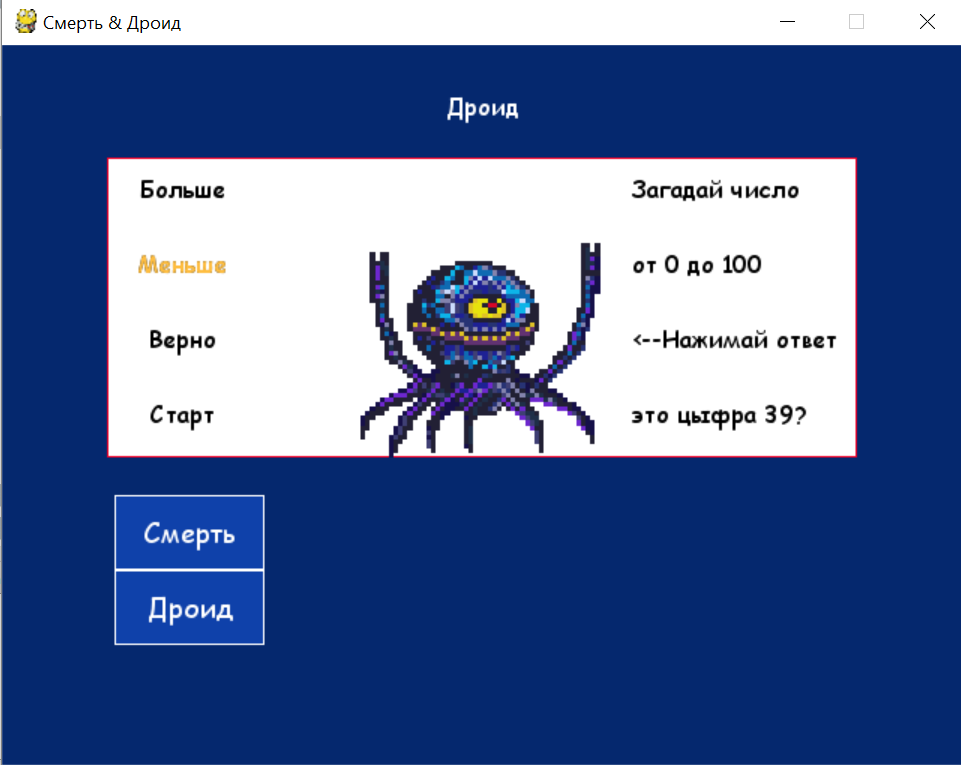 Смерть & Дроид
Дроид
Больше
Загадай число
Меньше
от 0 до 100
Верно
<--Нажимай ответ
Старт
это цыфра 39?
Смерть
Дроид